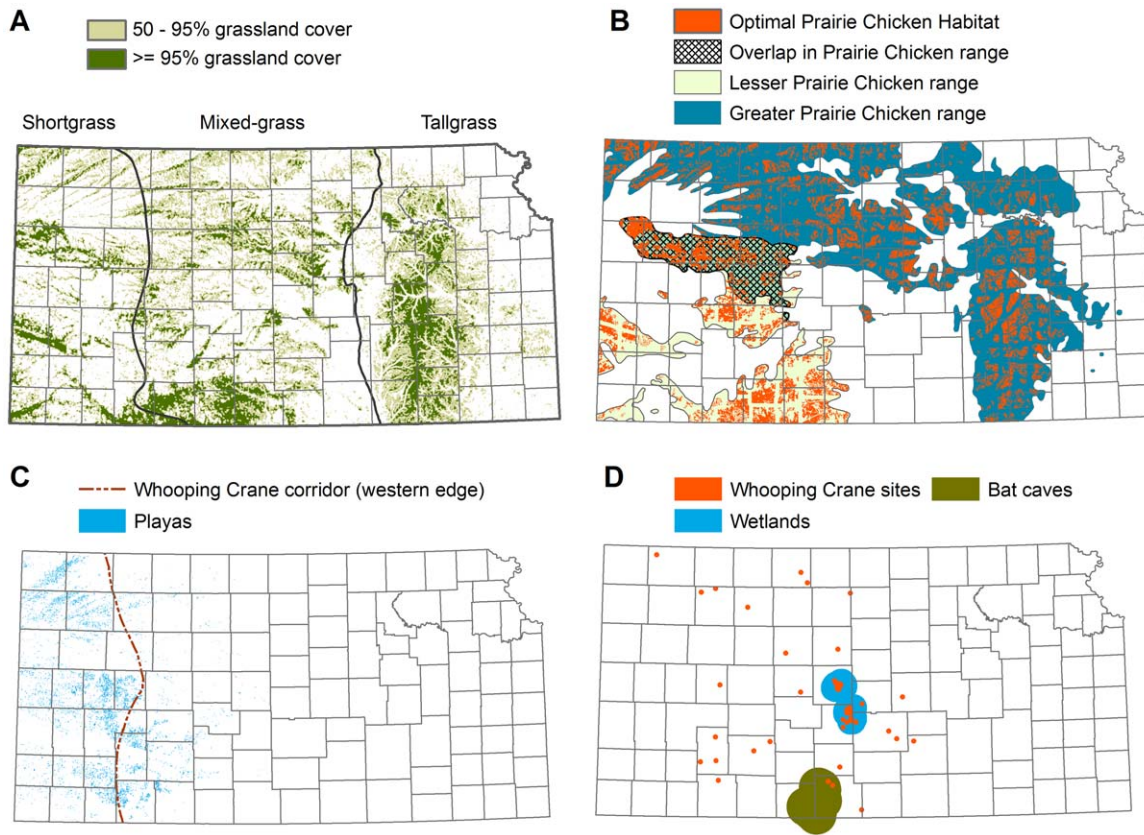 A
50 - 95% grassland cover
>= 95% grassland cover
Shortgrass
Mixed-grass
Tallgrass
B
Optimal Prairie Chicken Habitat
Overlap in Prairie Chicken range
Lesser Prairie Chicken range
Greater Prairie Chicken range
C
Whooping Crane corridor (western edge)
Playas
D
Whooping Crane sites
Bat caves
Wetlands